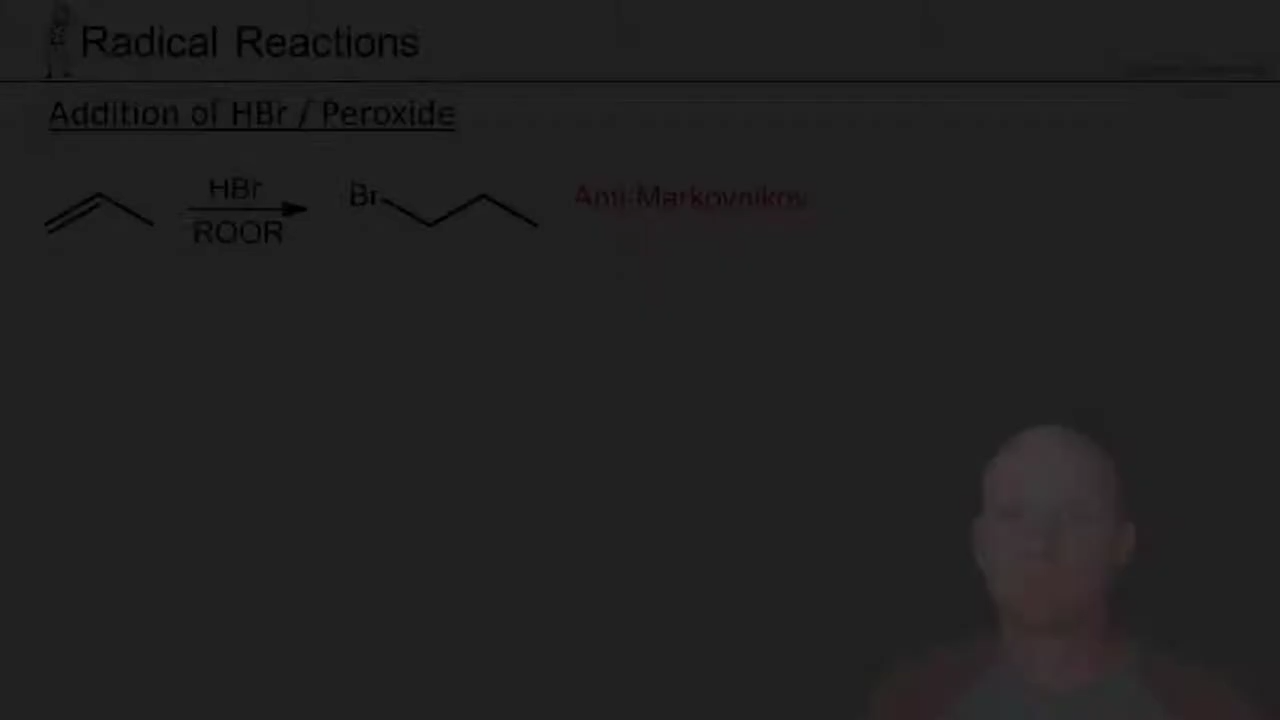 Radical Reactions
Addition of HBr / Peroxide
HBr
ROOR
Br
Anti-Markovnikov